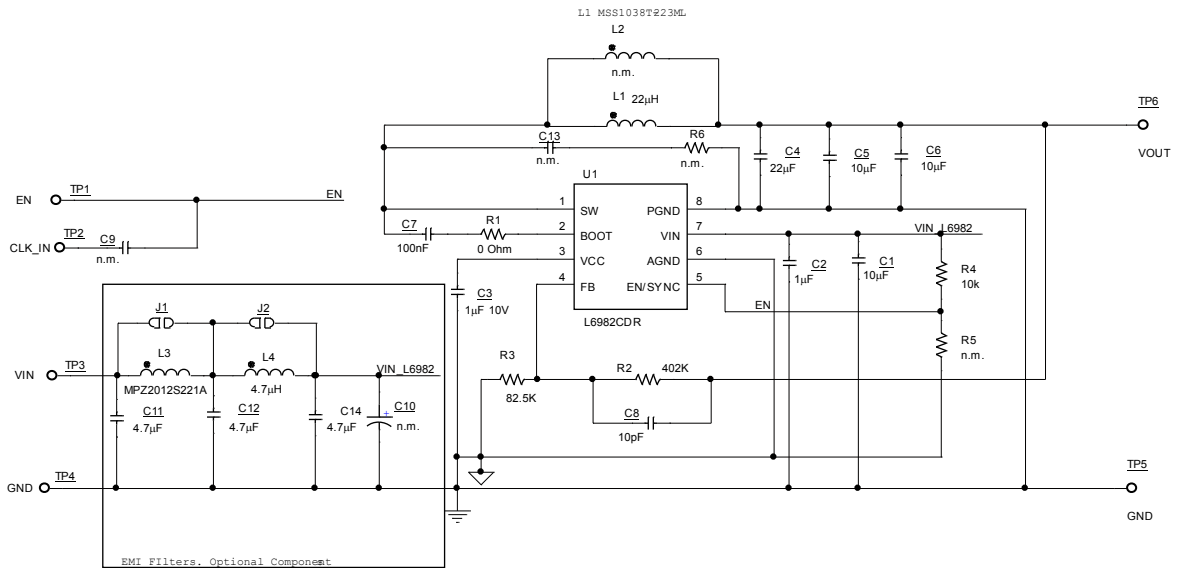 L1 MSS1038T-223ML
L2
n.m.
L1 22µH
TP6
VOUT
C13
n.m.
R6
n.m.
C4
22µF
C5
10µF
C6
10µF
U1
EN
TP1
EN
TP2
CLK_IN
C9
n.m.
1
SW
PGND
8
2
BOOT
VIN
7
3
VCC
AGND
6
4
FB
EN/SYNC
5
L6982CDR
C7
100nF
R1
0 Ohm
VIN_L6982
C2
1µF
C1
10µF
R4
10k
EN
R5
n.m.
C3
1µF 10V
J1
J2
L3
MPZ2012S221A
L4
4.7µH
VIN
TP3
VIN_L6982
C11
4.7µF
C12
4.7µF
C14
4.7µF
+
C10
n.m.
R3
82.5K
R2
402K
C8
10pF
GND
TP4
TP5
GND
EMI FIlters. Optional Component